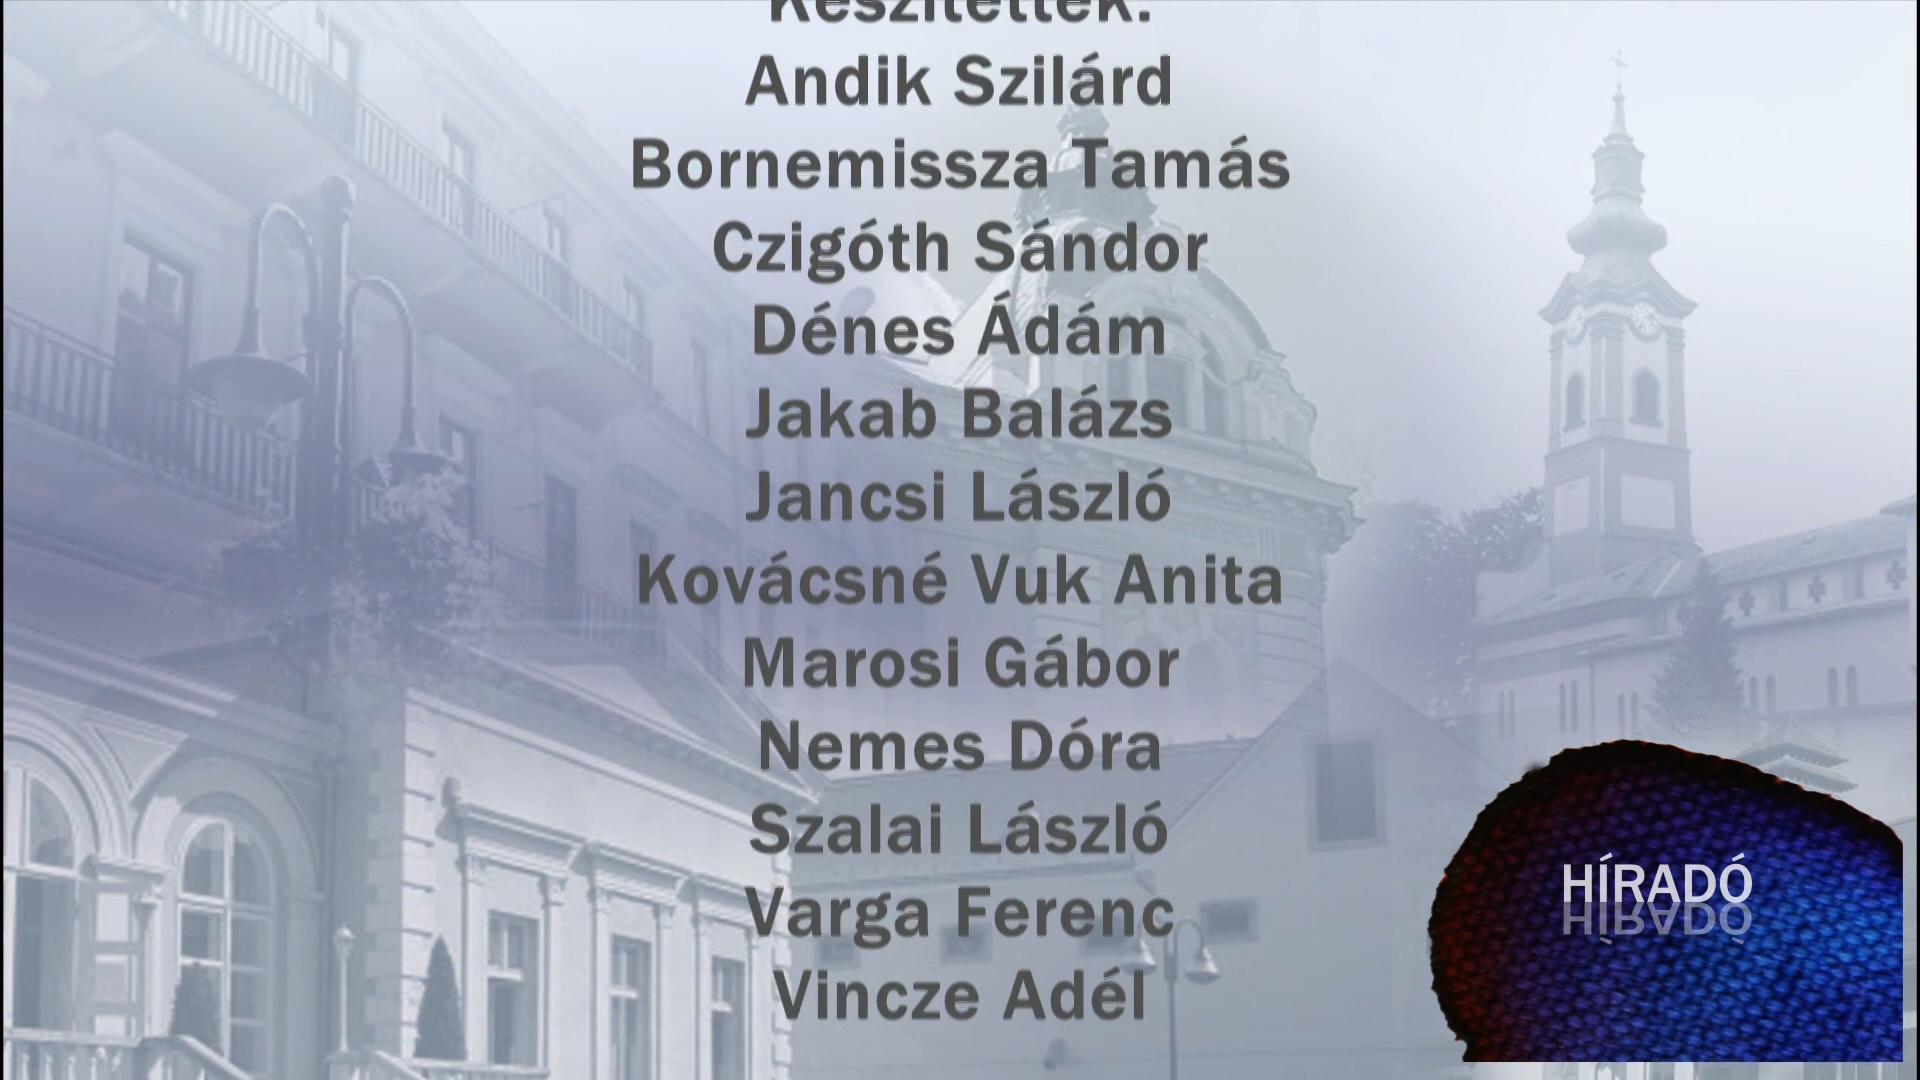 Készítették:
Andik Szilárd
Bornemissza Tamás
Czigóth Sándor
Dénes Ádám
Jakab Balázs
Jancsi László
Kovácsné Vuk Anita
Marosi Gábor
Nemes Dóra
Szalai László
Varga Ferenc
Vincze Adél
HÍRADÓ